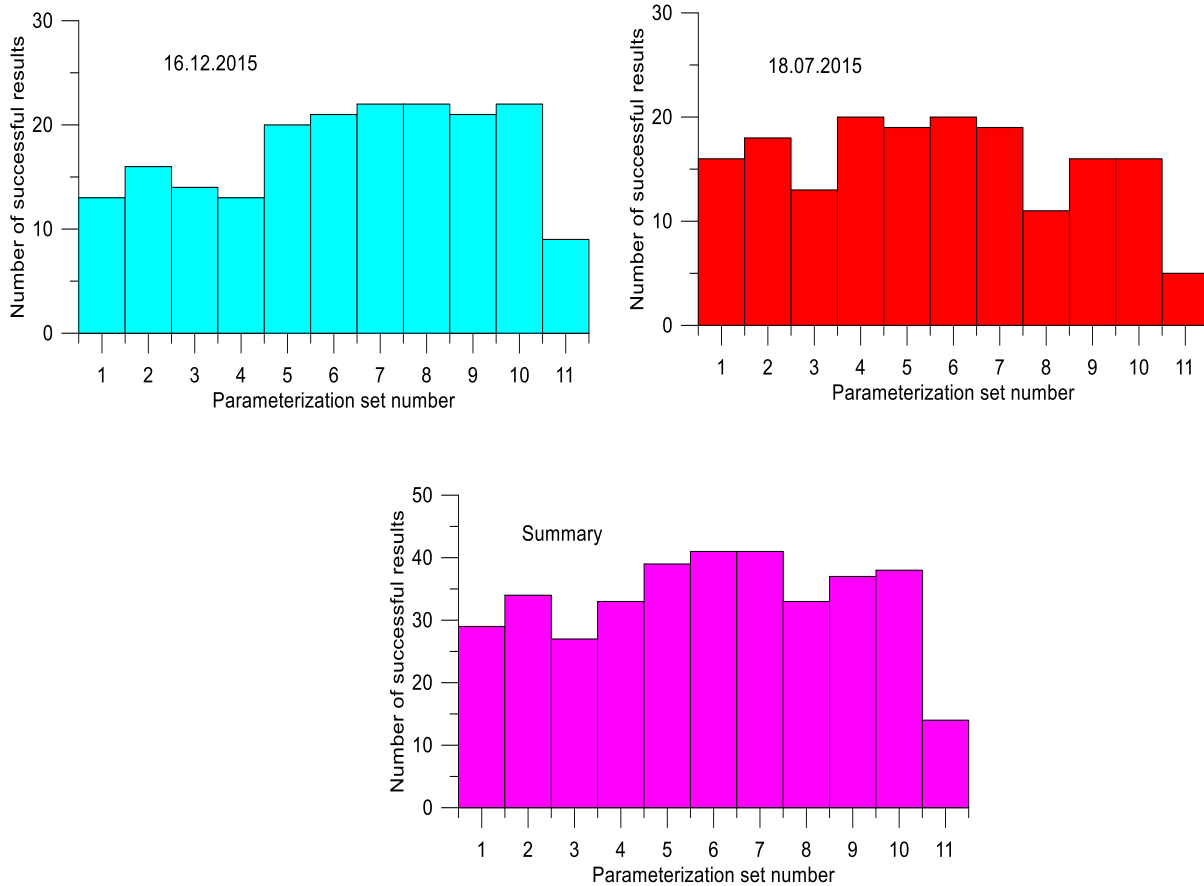 30
20
10
0
Number of successful results
16.12.2015
1 2 3 4 5 6 7 8 9 10 11
Parameterization set number
30
20
10
0
Number of successful results
18.07.2015
1 2 3 4 5 6 7 8 9 10 11
Parameterization set number
50
40
30
20
10
0
Number of successful results
Summary
1 2 3 4 5 6 7 8 9 10 11
Parameterization set number